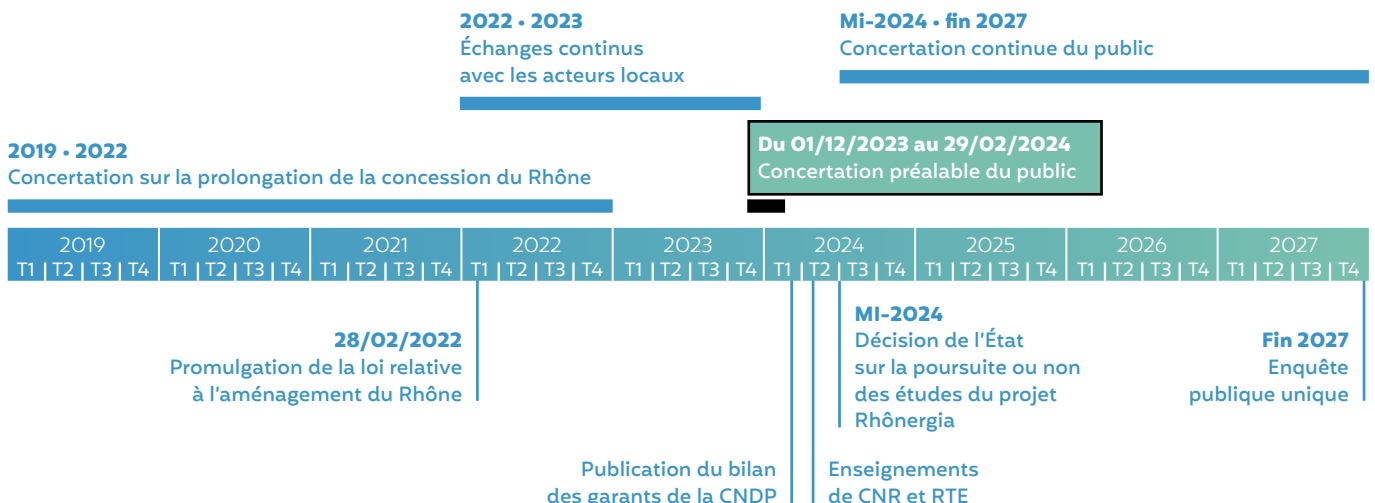 2022 • 2023
Échanges continus
avec les acteurs locaux
Mi-2024 • fin 2027
Concertation continue du public
Du 01/12/2023 au 29/02/2024
Concertation préalable du public
2019 • 2022
Concertation sur la prolongation de la concession du Rhône
2019 2020 2021 2022 2023 2024 2025 2026 2027
T1 | T2 | T3 | T4 T1 | T2 | T3 | T4 T1 | T2 | T3 | T4 T1 | T2 | T3 | T4 T1 | T2 | T3 | T4 T1 | T2 | T3 | T4 T1 | T2 | T3 | T4 T1 | T2 | T3 | T4 T1 | T2 | T3 | T4
28/02/2022
Promulgation de la loi relative
à l'aménagement du Rhône
MI-2024
Décision de l'État
sur la poursuite ou non
des études du projet
Rhônergia
Fin 2027
Enquête
publique unique
Publication du bilan
des garants de la CNDP
Enseignements
de CNR et RTE